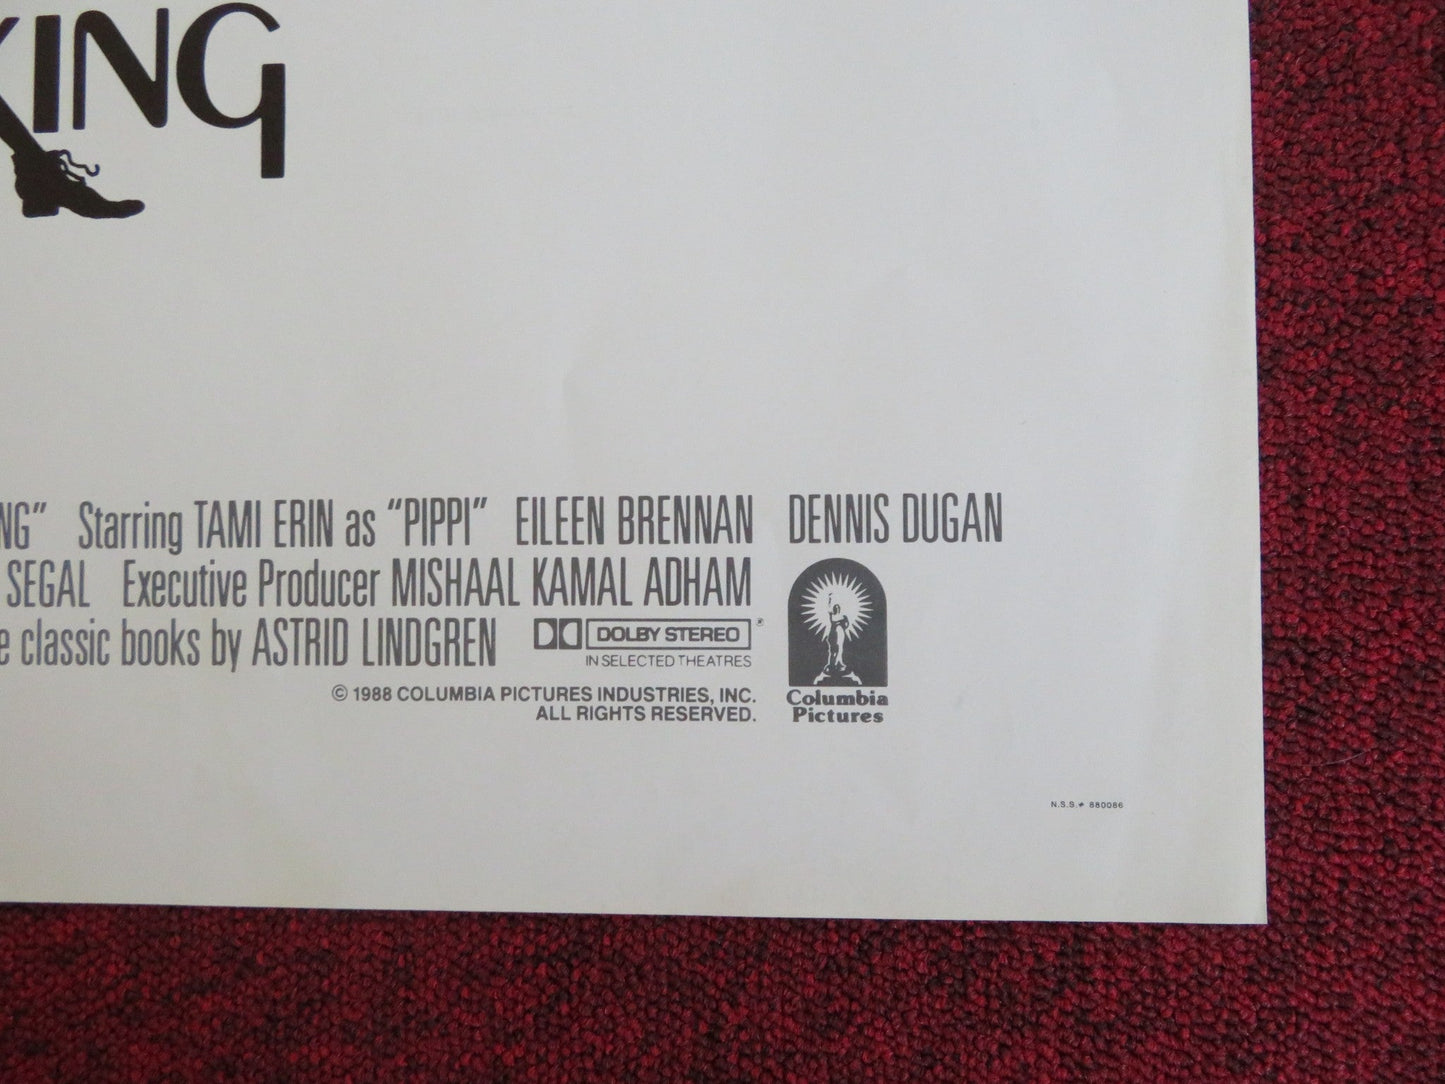 KING
NG" Starring TAMI ERIN as "PIPPI" EILEEN BRENNAN DENNIS DUGAN
SEGAL Executive Producer MISHAAL KAMAL ADHAM
e classic books by ASTRID LINDGREN
DOLBY STEREO ®
IN SELECTED THEATRES
© 1988 COLUMBIA PICTURES INDUSTRIES, INC.
ALL RIGHTS RESERVED.
Columbia
Pictures
N.S.S.# 880086